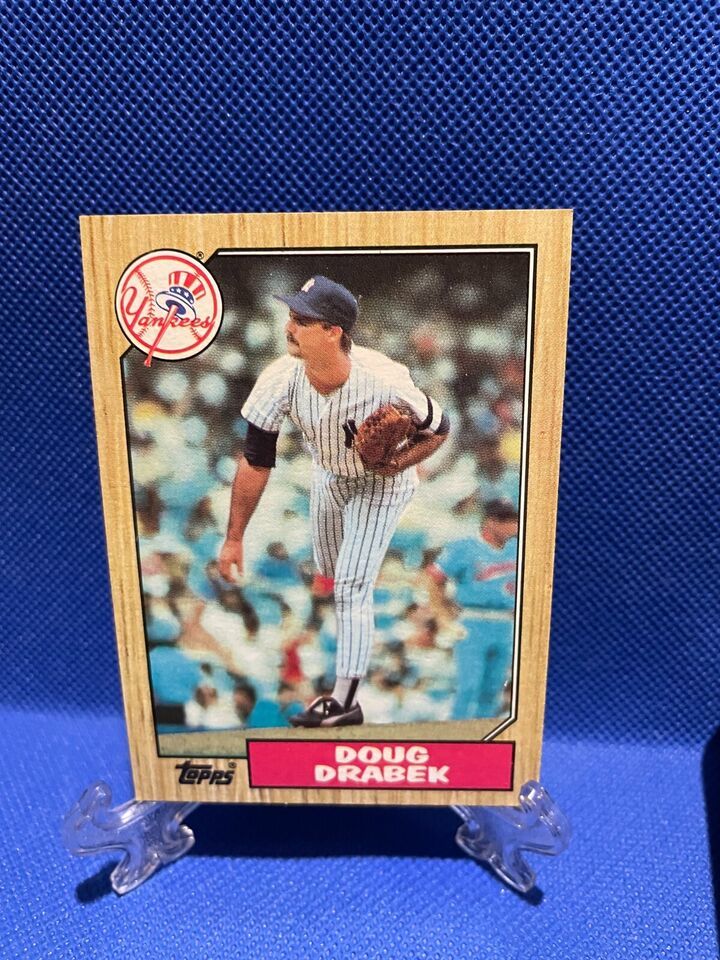 Yankees
DOUG
DRABEK
Topps